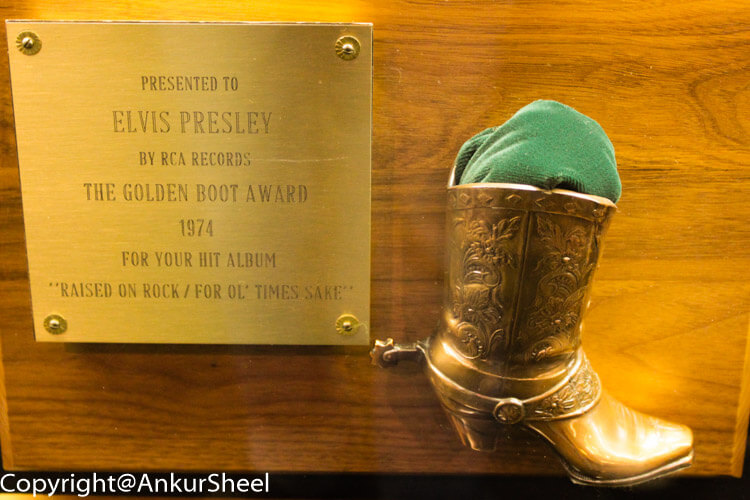 PRESENTED TO
ELVIS PRESLEY
BY RCA RECORDS
THE GOLDEN BOOT AWARD
1974
FOR YOUR HIT ALBUM
"RAISED ON ROCK / FOR OL' TIMES SAKE"
Copyright@AnkurSheel